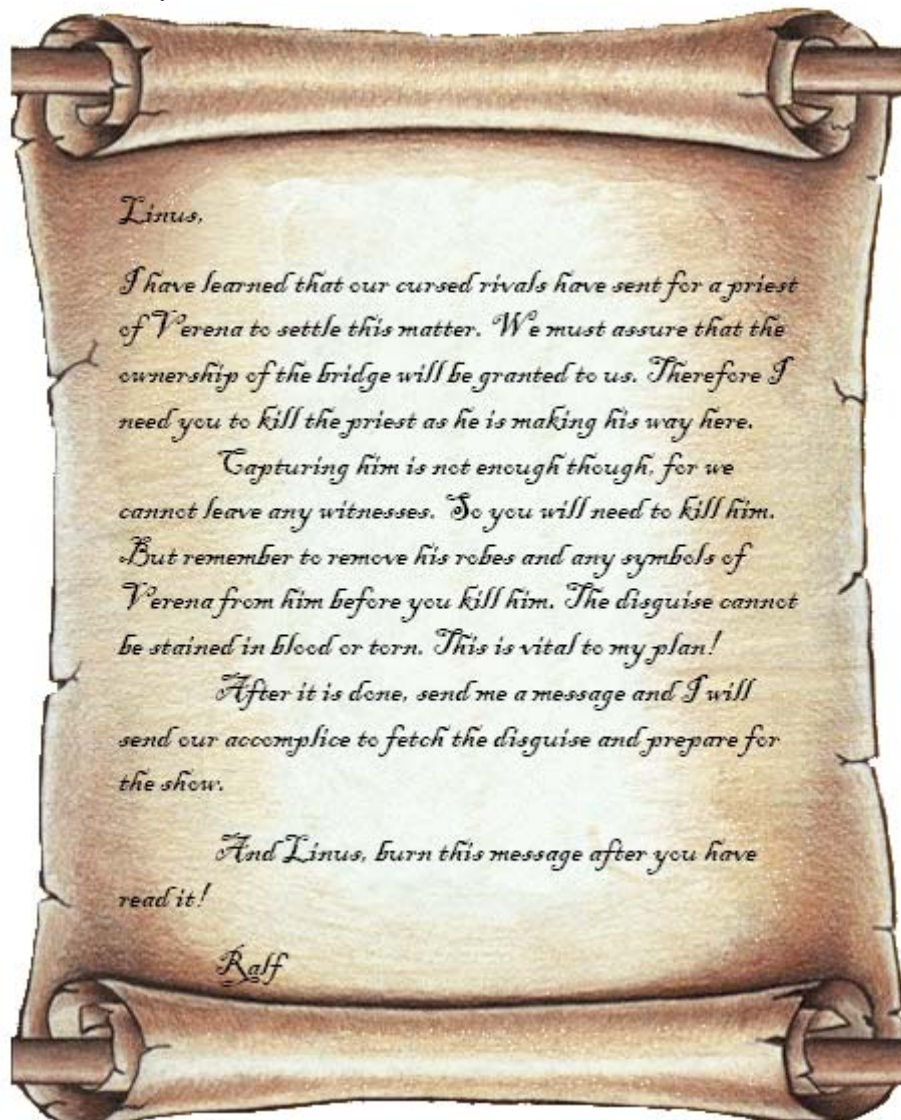 Linus,
I have learned that our cursed rivals have sent for a priest
of Verena to settle this matter. We must assure that the
ownership of the bridge will be granted to us. Therefore I
need you to kill the priest as he is making his way here.
Capturing him is not enough though, for we
cannot leave any witnesses. So you will need to kill him.
But remember to remove his robes and any symbols of
Verena from him before you kill him. The disguise cannot
be stained in blood or torn. This is vital to my plan!
After it is done, send me a message and I will
send our accomplice to fetch the disguise and prepare for
the show.
And Linus, burn this message after you have
read it!
Ralf